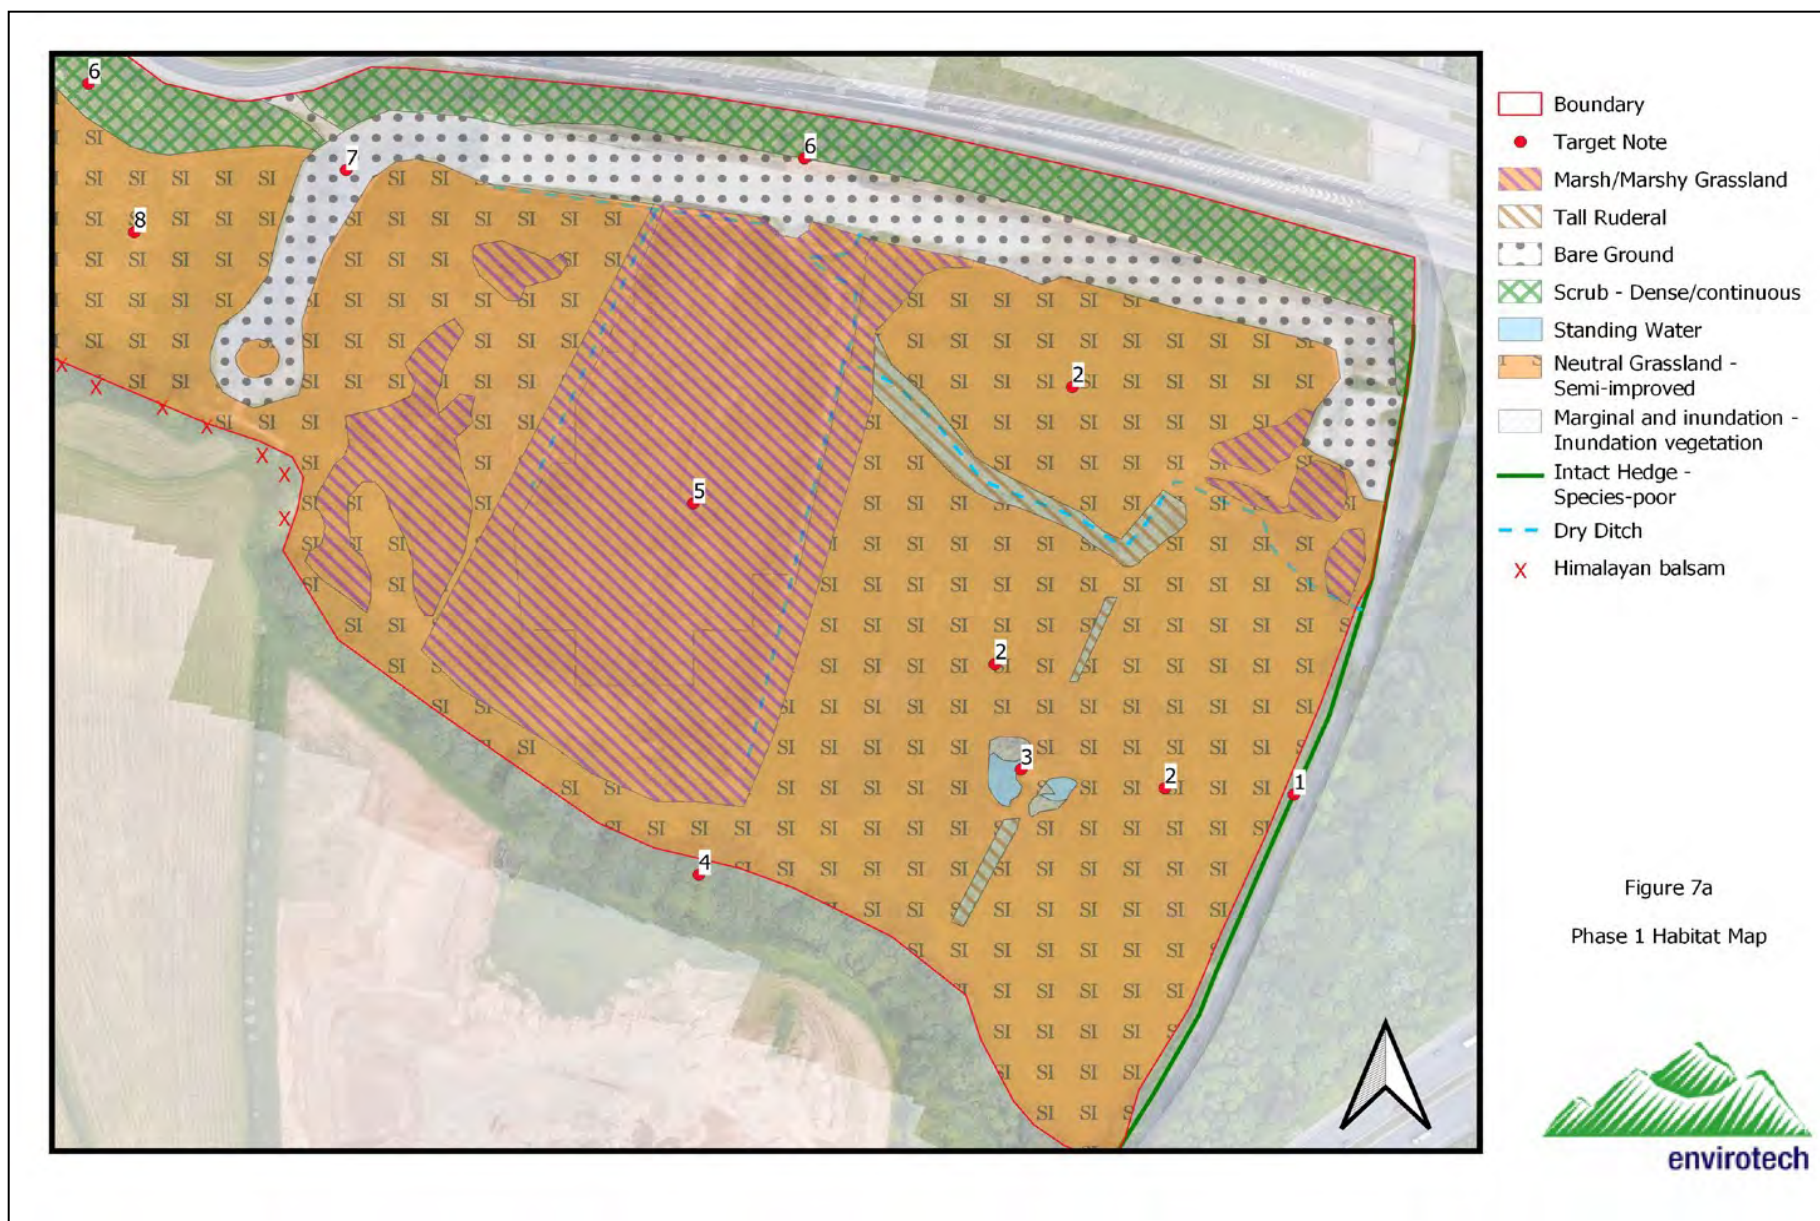 6
6
7
8
5
2
2
2
3
1
4
SI
Boundary
Target Note
Marsh/Marshy Grassland
Tall Ruderal
Bare Ground
Scrub - Dense/continuous
Standing Water
Neutral Grassland -
Semi-improved
Marginal and inundation -
Inundation vegetation
Intact Hedge -
Species-poor
Dry Ditch
X Himalayan balsam
Figure 7a
Phase 1 Habitat Map
envirotech